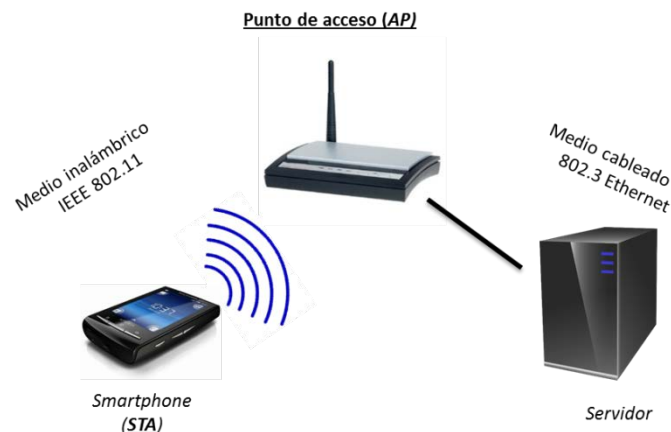 Punto de acceso (AP)
Medio inalámbrico
IEEE 802.11
Medio cableado
802.3 Ethernet
Smartphone
(STA)
Servidor